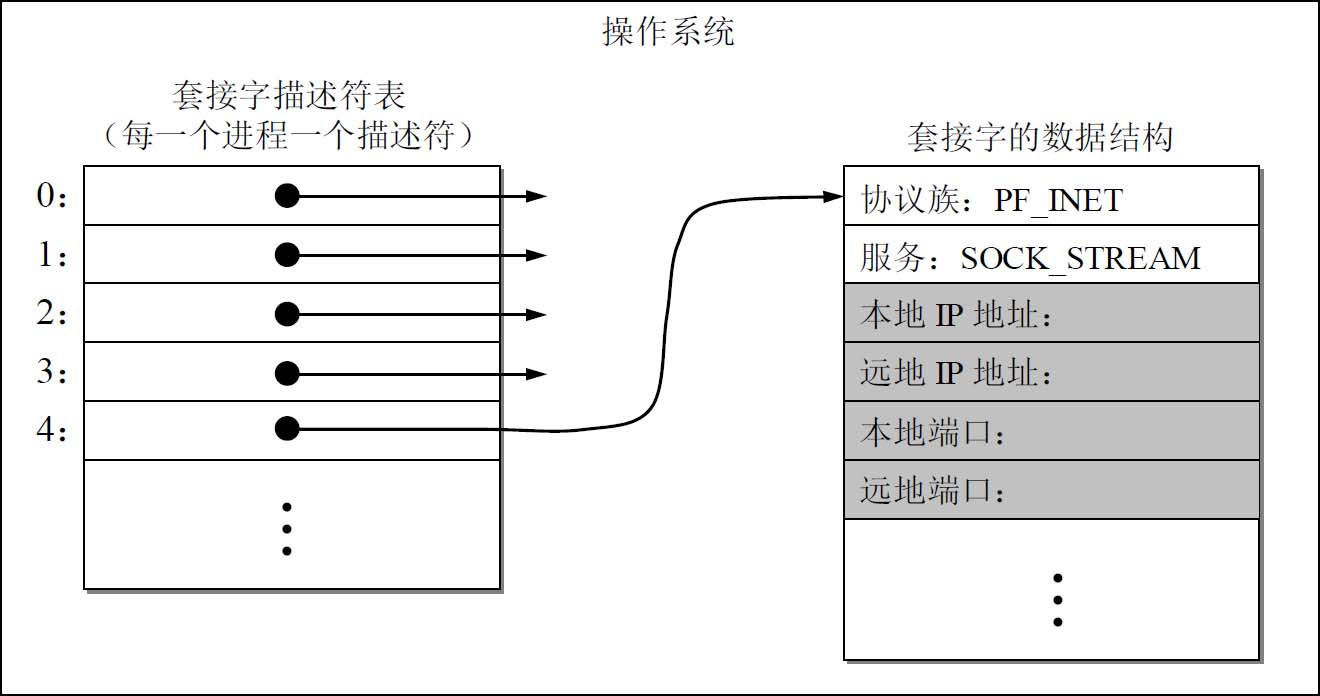 操作系统
套接字描述符表
（每一个进程一个描述符）
0：
1：
2：
3：
4：
套接字的数据结构
协议族：PF_INET
服务：SOCK_STREAM
本地 IP 地址：
远地 IP 地址：
本地端口：
远地端口：